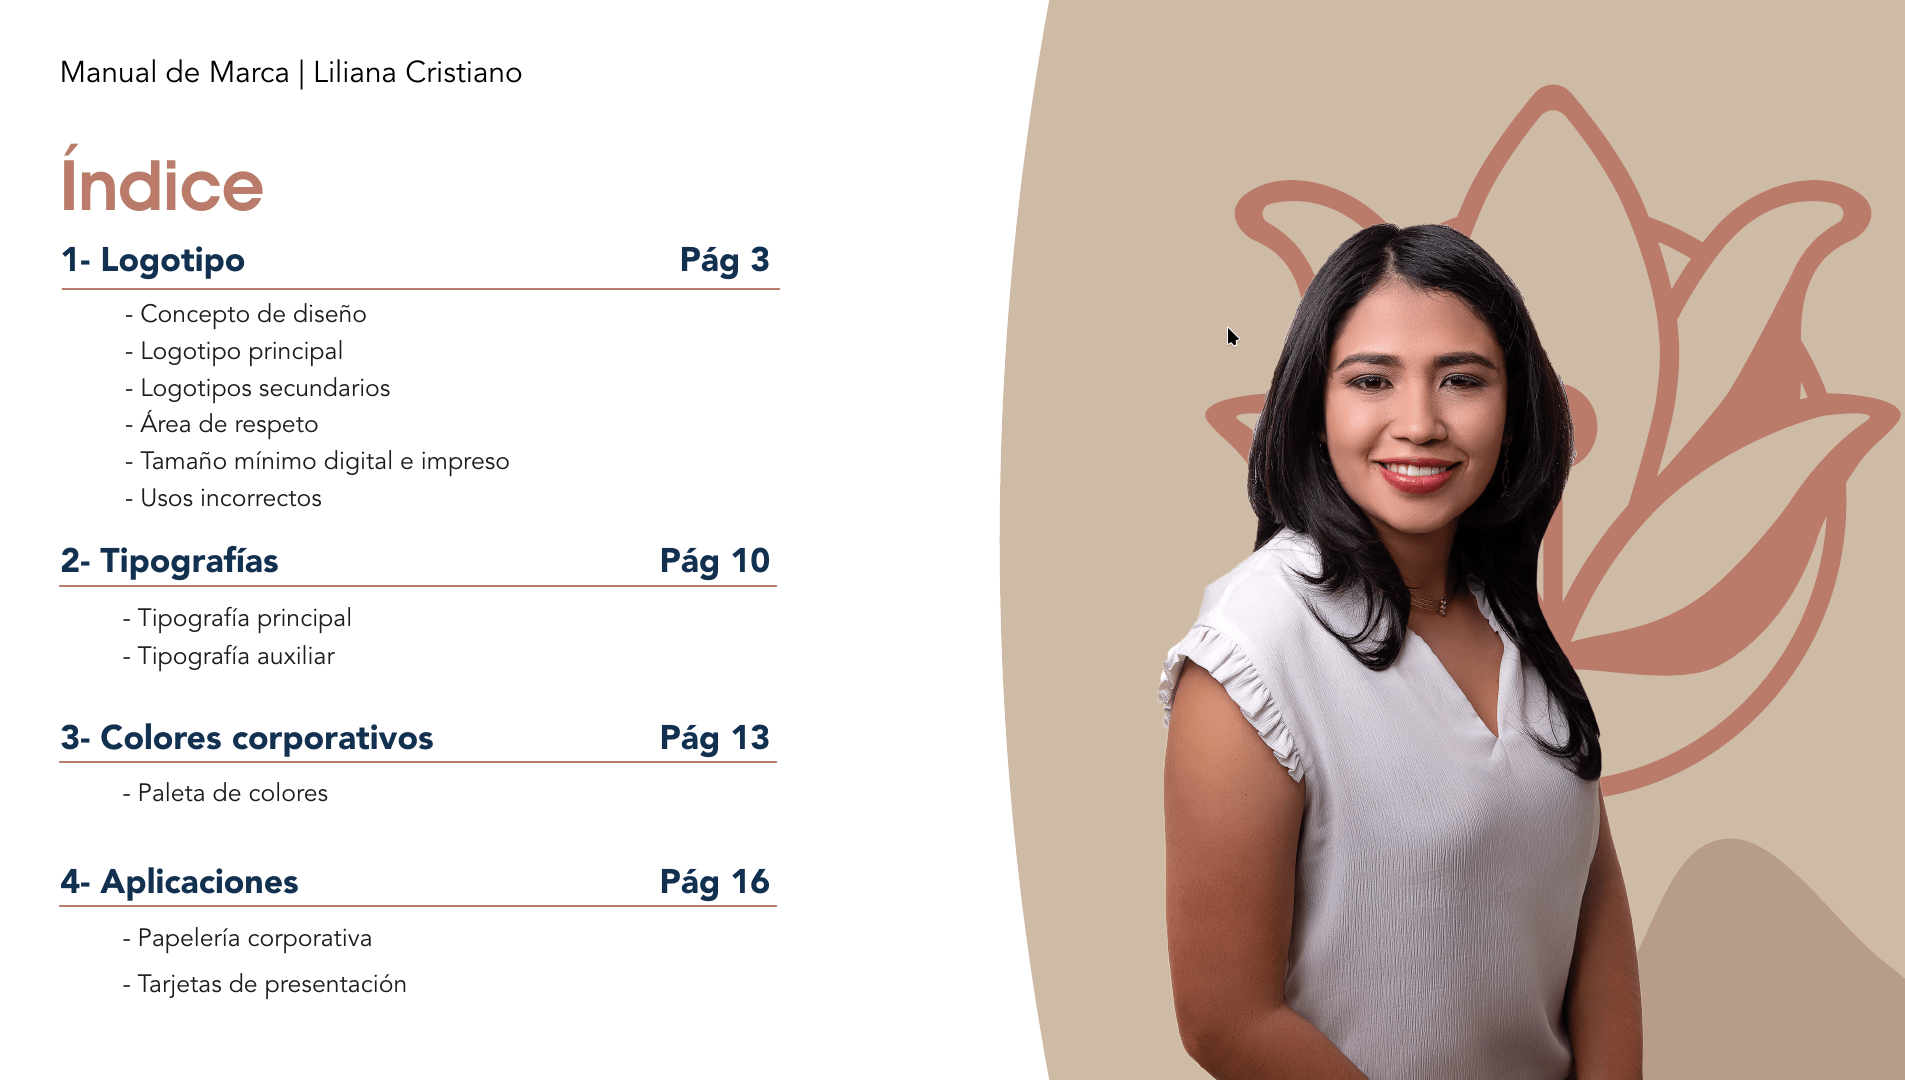 Manual de Marca | Liliana Cristiano
Índice
1- Logotipo Pág 3
- Concepto de diseño
- Logotipo principal
- Logotipos secundarios
- Área de respeto
- Tamaño mínimo digital e impreso
- Usos incorrectos
2- Tipografías Pág 10
- Tipografía principal
- Tipografía auxiliar
3- Colores corporativos Pág 13
- Paleta de colores
4- Aplicaciones Pág 16
- Papelería corporativa
- Tarjetas de presentación